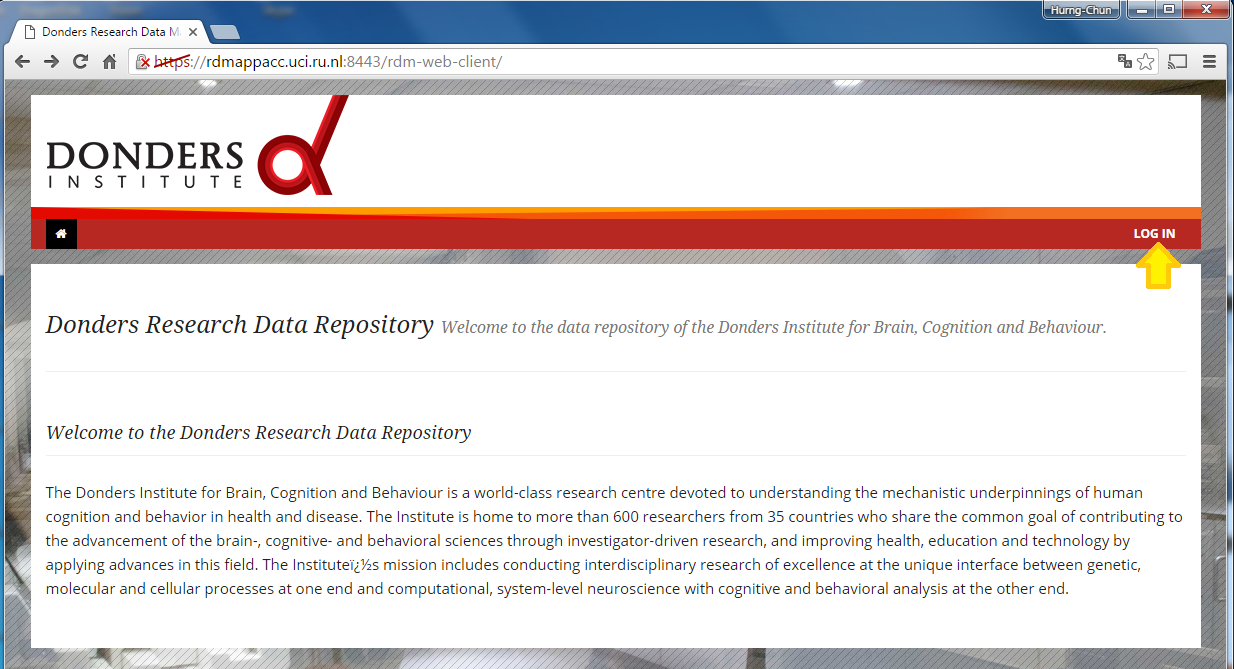 Hurng-Chun
Donders Research Data M
https://rdmappacc.uci.ru.nl:8443/rdm-web-client/
DONDERS
INSTITUTE
LOG IN
Donders Research Data Repository Welcome to the data repository of the Donders Institute for Brain, Cognition and Behaviour.
Welcome to the Donders Research Data Repository
The Donders Institute for Brain, Cognition and Behaviour is a world-class research centre devoted to understanding the mechanistic underpinnings of human
cognition and behavior in health and disease. The Institute is home to more than 600 researchers from 35 countries who share the common goal of contributing to
the advancement of the brain-, cognitive- and behavioral sciences through investigator-driven research, and improving health, education and technology by
applying advances in this field. The Instituteï¿½s mission includes conducting interdisciplinary research of excellence at the unique interface between genetic,
molecular and cellular processes at one end and computational, system-level neuroscience with cognitive and behavioral analysis at the other end.